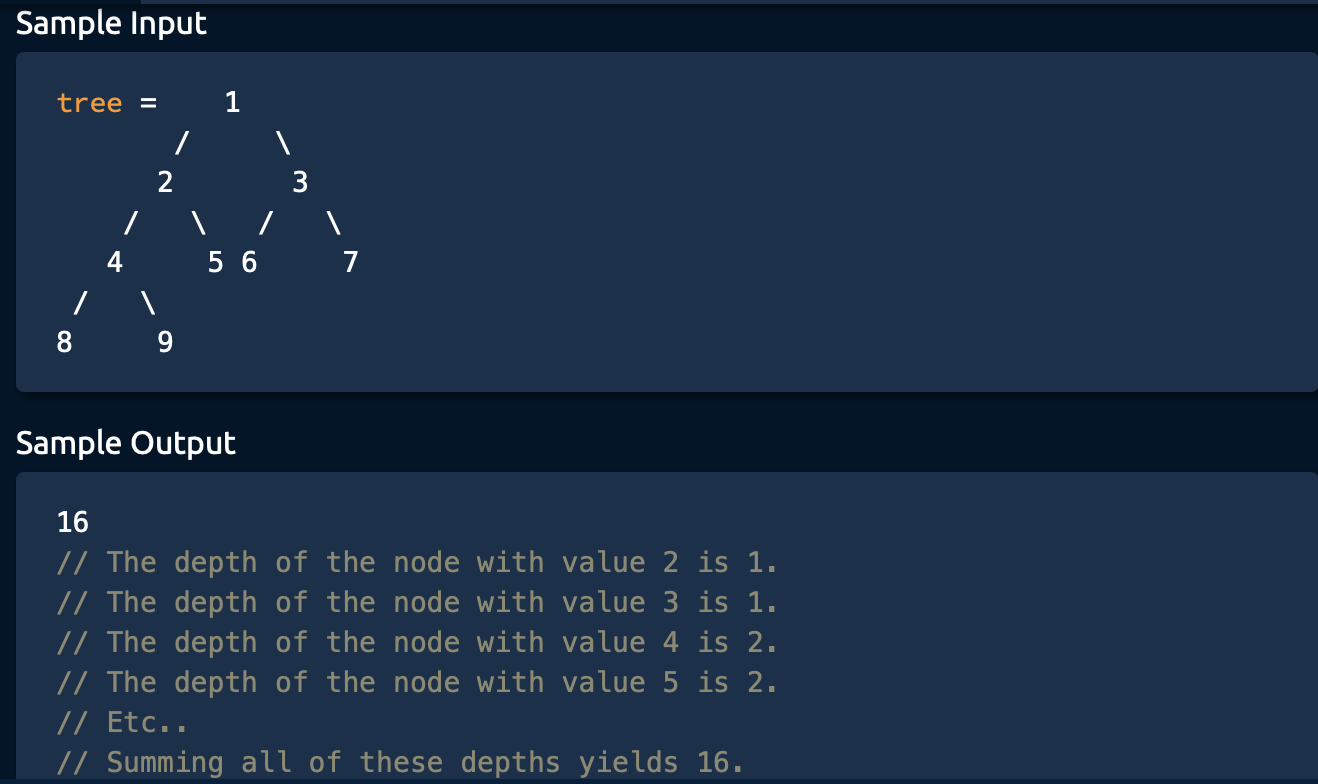 Sample Input
tree =    1
       /     \
      2       3
    /   \   /   \
   4     5 6     7
 /   \
8     9
Sample Output
16
// The depth of the node with value 2 is 1.
// The depth of the node with value 3 is 1.
// The depth of the node with value 4 is 2.
// The depth of the node with value 5 is 2.
// Etc..
// Summing all of these depths yields 16.